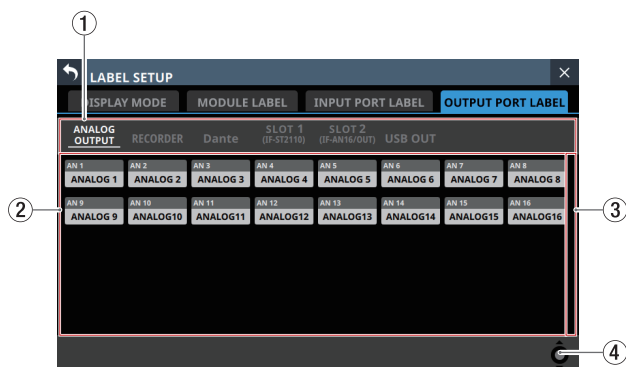 1
LABEL SETUP
DISPLAY MODE MODULE LABEL INPUT PORT LABEL OUTPUT PORT LABEL
ANALOG OUTPUT RECORDER Dante SLOT 1 (IF-ST2110) SLOT 2 (IF-AN16/OUT) USB OUT
AN 1 AN 2 AN 3 AN 4 AN 5 AN 6 AN 7 AN 8
ANALOG 1 ANALOG 2 ANALOG 3 ANALOG 4 ANALOG 5 ANALOG 6 ANALOG 7 ANALOG 8
AN 9 AN 10 AN 11 AN 12 AN 13 AN 14 AN 15 AN 16
ANALOG 9 ANALOG10 ANALOG11 ANALOG12 ANALOG13 ANALOG14 ANALOG15 ANALOG16
2
3
4